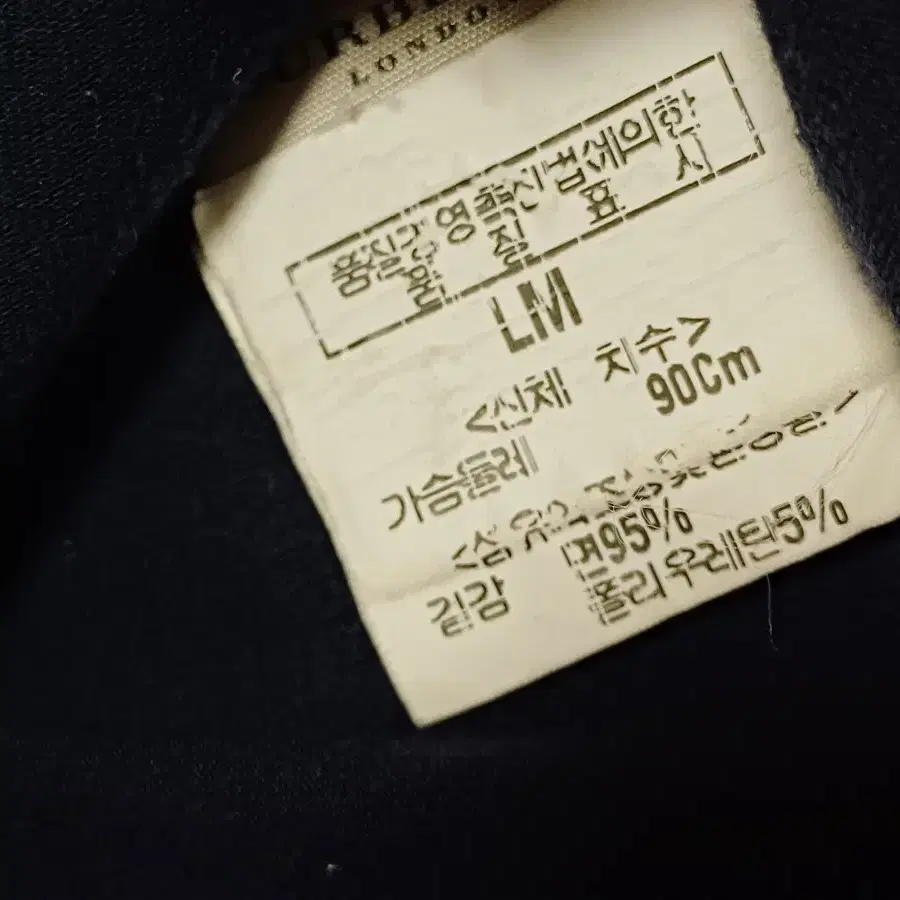 LONDON
품질경영촉진법에의한
품질표시
LM
<신체 치수>
가슴둘레 90Cm
겉감 면95%
폴리우레탄5%